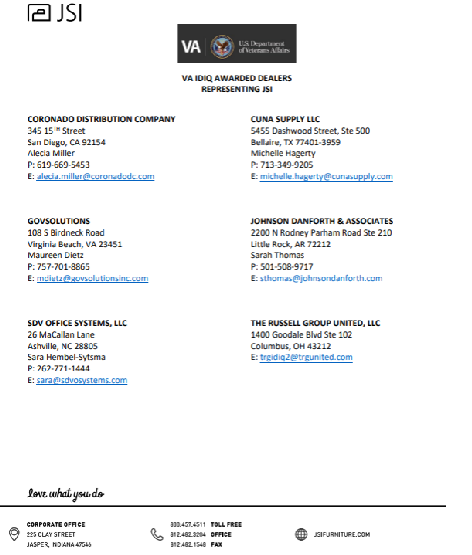 JSI
VA
U.S. Department
of Veterans Affairs
VA IDIQ AWARDED DEALERS
REPRESENTING JSI
CORONADO DISTRIBUTION COMPANY
345 15th Street
San Diego, CA 92154
Alecia Miller
P: 619-669-5453
E: alecia.miller@coronadodc.com
CUNA SUPPLY LLC
5455 Dashwood Street, Ste 500
Bellaire, TX 77401-3959
Michelle Hagerty
P: 713-349-9205
E: michelle.hagerty@cunasupply.com
GOVSOLUTIONS
108 S Birdneck Road
Virginia Beach, VA 23451
Maureen Dietz
P: 757-701-8865
E: mdietz@govsolutionsinc.com
JOHNSON DANFORTH & ASSOCIATES
2200 N Rodney Parham Road Ste 210
Little Rock, AR 72212
Sarah Thomas
P: 501-508-9717
E: sthomas@johnsondanforth.com
SDV OFFICE SYSTEMS, LLC
26 MaCallan Lane
Ashville, NC 28805
Sara Hembel-Sytsma
P: 262-771-1444
E: sara@sdvosystems.com
THE RUSSELL GROUP UNITED, LLC
1400 Goodale Blvd Ste 102
Columbus, OH 43212
E: trgidiq2@trgunited.com
love what you do
CORPORATE OFFICE
225 CLAY STREET
JASPER, INDIANA 47546
800.457.4511 TOLL FREE
812.482.3204 OFFICE
812.482.1548 FAX
JSIFURNITURE.COM